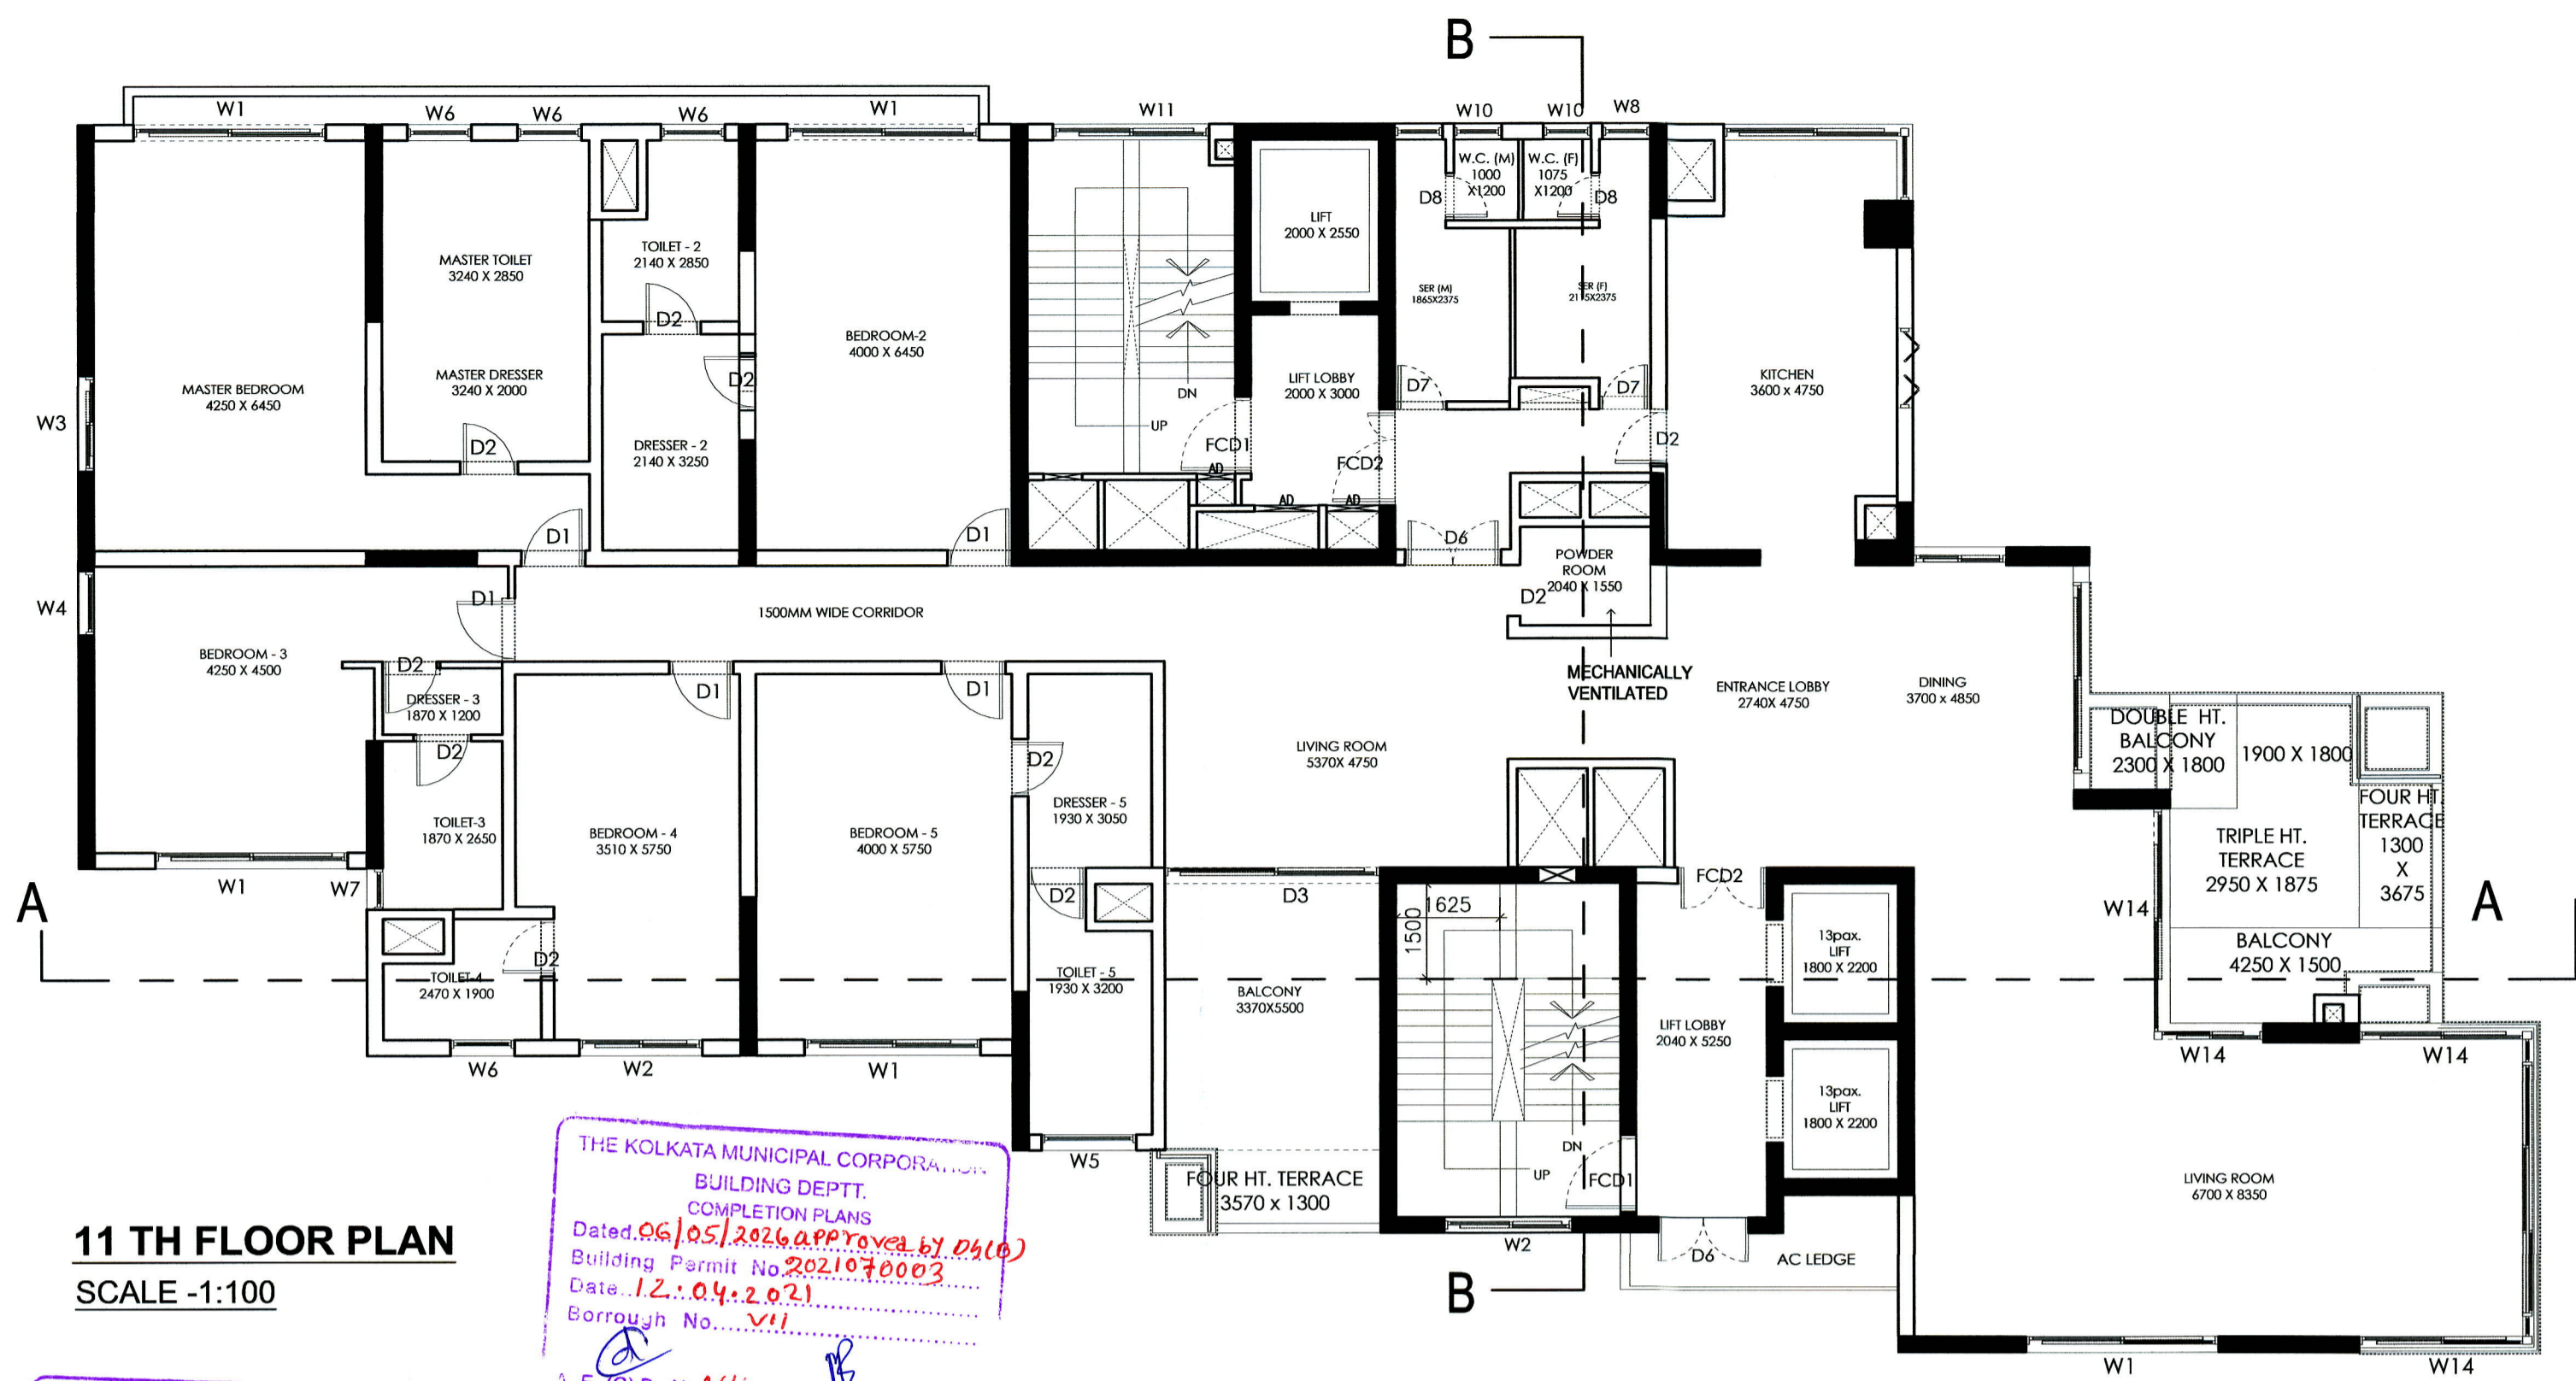 B
W1
W6
W6
W6
W1
W11
W10
W10
W8
W.C. (M)
1000
X1200
W.C. (F)
1075
X1200
D8
D8
LIFT
2000 X 2550
MASTER TOILET
3240 X 2850
TOILET - 2
2140 X 2850
SER (M)
1865X2375
SER (F)
D2
BEDROOM-2
4000 X 6450
MASTER BEDROOM
4250 X 6450
MASTER DRESSER
3240 X 2000
D2
LIFT LOBBY
2000 X 3000
D7
D7
KITCHEN
3600 x 4750
DN
UP
W3
D2
DRESSER - 2
2140 X 3250
FCD1
FCD2
D2
AD
AD
AD
D1
D1
D6
POWDER
ROOM
2040 X 1550
D2
W4
D1
1500MM WIDE CORRIDOR
BEDROOM - 3
4250 X 4500
D2
DRESSER - 3
1870 X 1200
D1
D1
MECHANICALLY
VENTILATED
ENTRANCE LOBBY
2740X 4750
DINING
3700 x 4850
D2
LIVING ROOM
5370X 4750
D2
DOUBLE HT.
BALCONY
2300 X 1800
1900 X 1800
TOILET-3
1870 X 2650
BEDROOM - 4
3510 X 5750
BEDROOM - 5
4000 X 5750
DRESSER - 5
1930 X 3050
FOUR HT.
TERRACE
1300
X
3675
TRIPLE HT.
TERRACE
2950 X 1875
W1
W7
D2
D3
1625
1500
FCD2
W14
A
A
13pax.
LIFT
1800 X 2200
BALCONY
4250 X 1500
D2
TOILET-4
2470 X 1900
TOILET - 5
1930 X 3200
BALCONY
3370X5500
LIFT LOBBY
2040 X 5250
W6
W2
W1
W14
W14
13pax.
LIFT
1800 X 2200
W5
DN
UP
FCD1
FOUR HT. TERRACE
3570 x 1300
LIVING ROOM
6700 X 8350
W2
D6
AC LEDGE
B
W1
W14
11 TH FLOOR PLAN
SCALE -1:100
THE KOLKATA MUNICIPAL CORPORATION
BUILDING DEPTT.
COMPLETION PLANS
Dated 06/05/2026 approved by DG(B)
Building Permit No. 2021070003
Date 12.04.2021
Borrough No. VII